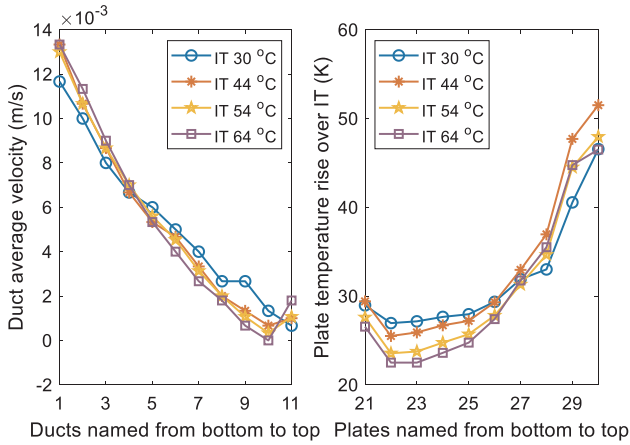 ×10⁻³
14
12
10
8
6
4
2
0
-2
1 3 5 7 9 11
Duct average velocity (m/s)
Ducts named from bottom to top
IT 30 °C
IT 44 °C
IT 54 °C
IT 64 °C
60
50
40
30
20
21 23 25 27 29
Plate temperature rise over IT (K)
Plates named from bottom to top
IT 30 °C
IT 44 °C
IT 54 °C
IT 64 °C